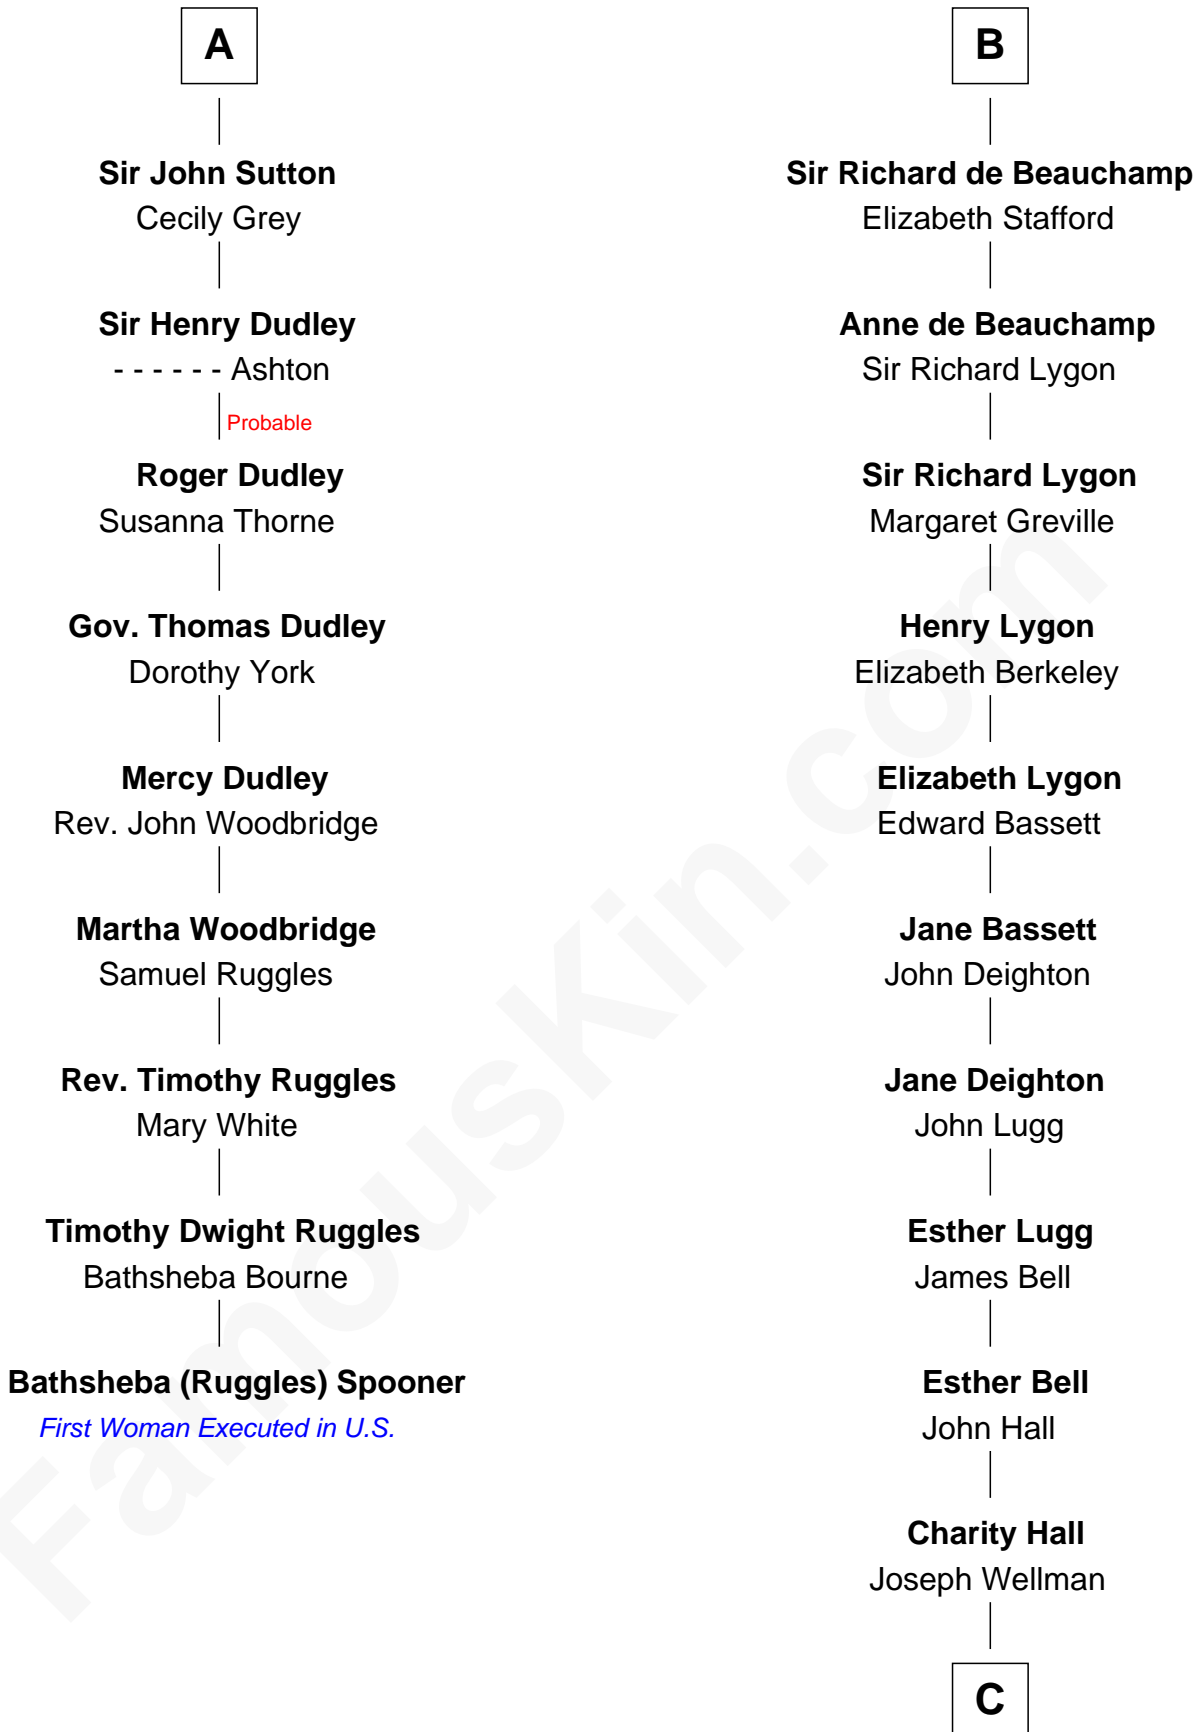 A
Sir John Sutton
Cecily Grey
Sir Henry Dudley
- - - - - - Ashton
Probable
Roger Dudley
Susanna Thorne
Gov. Thomas Dudley
Dorothy York
Mercy Dudley
Rev. John Woodbridge
Martha Woodbridge
Samuel Ruggles
Rev. Timothy Ruggles
Mary White
Timothy Dwight Ruggles
Bathsheba Bourne
Bathsheba (Ruggles) Spooner
First Woman Executed in U.S.
B
Sir Richard de Beauchamp
Elizabeth Stafford
Anne de Beauchamp
Sir Richard Lygon
Sir Richard Lygon
Margaret Greville
Henry Lygon
Elizabeth Berkeley
Elizabeth Lygon
Edward Bassett
Jane Bassett
John Deighton
Jane Deighton
John Lugg
Esther Lugg
James Bell
Esther Bell
John Hall
Charity Hall
Joseph Wellman
C
FamousKin.com